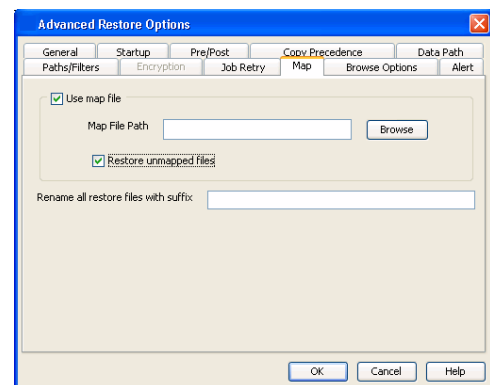 Advanced Restore Options
General Startup Pre/Post Copy Precedence Data Path
Paths/Filters Encryption Job Retry Map Browse Options Alert
Use map file
Map File Path Browse
Restore unmapped files
Rename all restore files with suffix
OK Cancel Help